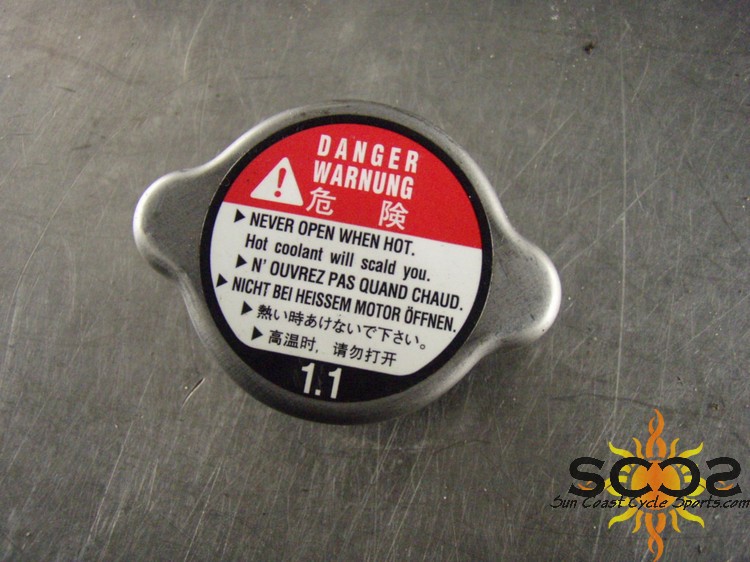 DANGER
WARNUNG
危 険
▶ NEVER OPEN WHEN HOT.
Hot coolant will scald you.
▶ N' OUVREZ PAS QUAND CHAUD.
▶ NICHT BEI HEISSEM MOTOR ÖFFNEN.
▶ 熱い時あけないで下さい。
▶ 高温时, 请勿打开
1.1
SCCS
Sun Coast Cycle Sports.com